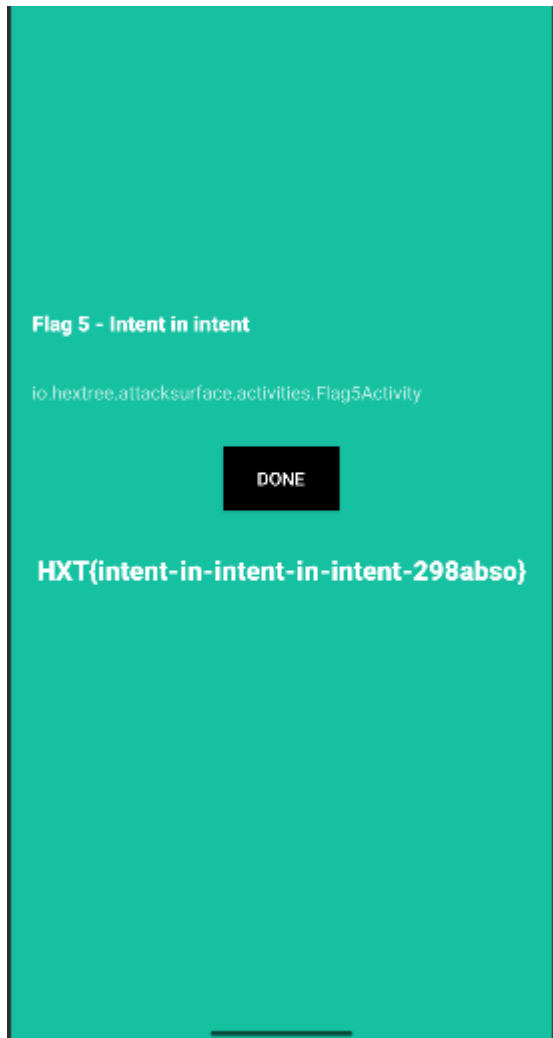 Flag 5 - Intent in intent
io.hextree.attacksurface.activities.Flag5Activity
DONE
HXT{intent-in-intent-in-intent-298abso}